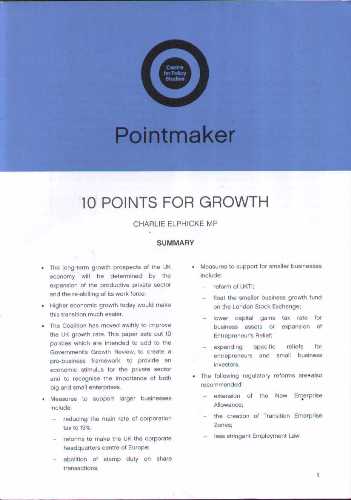 Centre
for Policy
Studies
Pointmaker
10 POINTS FOR GROWTH
CHARLIE ELPHICKE MP
SUMMARY
• The long-term growth prospects of the UK
economy will be determined by the
expansion of the productive private sector
and the re-skilling of its work force.
• Higher economic growth today would make
this transition much easier.
• The Coalition has moved swiftly to improve
the UK growth rate. This paper sets out 10
policies which are intended to add to the
Government's Growth Review, to create a
pro-business framework to provide an
economic stimulus for the private sector
and to recognise the importance of both
big and small enterprises.
• Measures to support larger businesses
include:
– reducing the main rate of corporation
tax to 15%;
– reforms to make the UK the corporate
headquarters centre of Europe;
– abolition of stamp duty on share
transactions.
• Measures to support for smaller businesses
include:
– reform of UKTI;
– float the smaller business growth fund
on the London Stock Exchange;
– lower capital gains tax rate for
business assets or expansion of
Entrepreneur's Relief;
– expanding specific reliefs for
entrepreneurs and small business
investors.
• The following regulatory reforms are also
recommended:
– extension of the New Enterprise
Allowance;
– the creation of Transition Enterprise
Zones;
– less stringent Employment Law
1